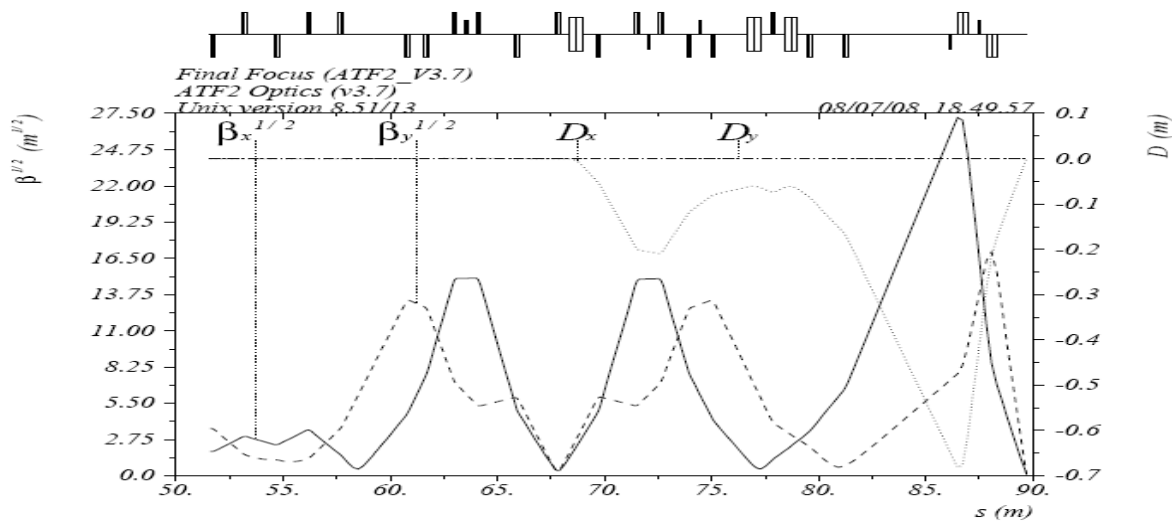 Final Focus (ATF2_V3.7)
ATF2 Optics (v3.7)
Unix version 8.51/13 08/07/08 18.49.57
β^{1/2} (m^{1/2})
27.50
24.75
22.00
19.25
16.50
13.75
11.00
8.25
5.50
2.75
0.0
β_x^{1/2} β_y^{1/2} D_x D_y
0.1
0.0
-0.1
-0.2
-0.3
-0.4
-0.5
-0.6
-0.7
D (m)
50. 55. 60. 65. 70. 75. 80. 85. 90.
s (m)